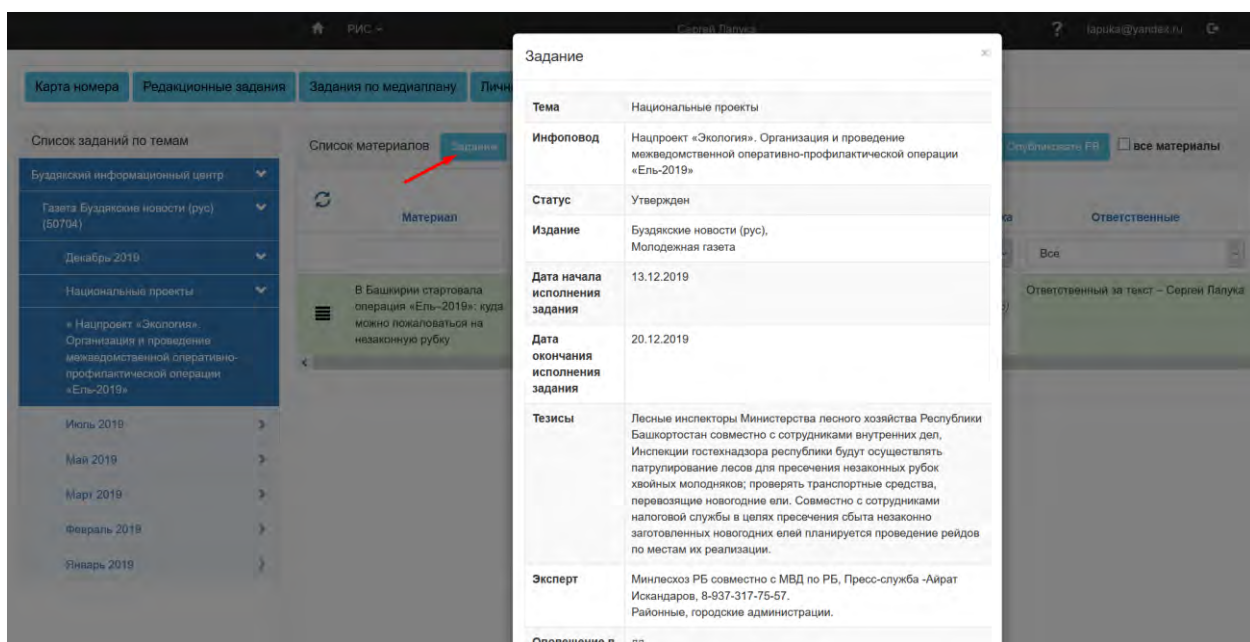 РИС
Сергей Лапука
?
lapuka@yandex.ru
Карта номера
Редакционные задания
Задания по медиаплану
Личн
Список заданий по темам
Буздякский информационный центр
Газета Буздякские новости (рус)
(50704)
Декабрь 2019
Национальные проекты
» Нацпроект «Экология».
Организация и проведение
межведомственной оперативно-
профилактической операции
«Ель-2019»
Июль 2019
Май 2019
Март 2019
Февраль 2019
Январь 2019
Список материалов
Задание
Материал
В Башкирии стартовала
операция «Ель–2019»: куда
можно пожаловаться на
незаконную рубку
Задание
×
Тема
Национальные проекты
Инфоповод
Нацпроект «Экология». Организация и проведение
межведомственной оперативно-профилактической операции
«Ель-2019»
Статус
Утвержден
Издание
Буздякские новости (рус),
Молодежная газета
Дата начала
исполнения
задания
13.12.2019
Дата
окончания
исполнения
задания
20.12.2019
Тезисы
Лесные инспекторы Министерства лесного хозяйства Республики
Башкортостан совместно с сотрудниками внутренних дел,
Инспекции гостехнадзора республики будут осуществлять
патрулирование лесов для пресечения незаконных рубок
хвойных молодняков; проверять транспортные средства,
перевозящие новогодние ели. Совместно с сотрудниками
налоговой службы в целях пресечения сбыта незаконно
заготовленных новогодних елей планируется проведение рейдов
по местам их реализации.
Эксперт
Минлесхоз РБ совместно с МВД по РБ, Пресс-служба -Айрат
Искандаров, 8-937-317-75-57.
Районные, городские администрации.
Оповещение в
да
Опубликовать РВ
все материалы
Ответственные
Все
Ответственный за текст – Сергей Лапука